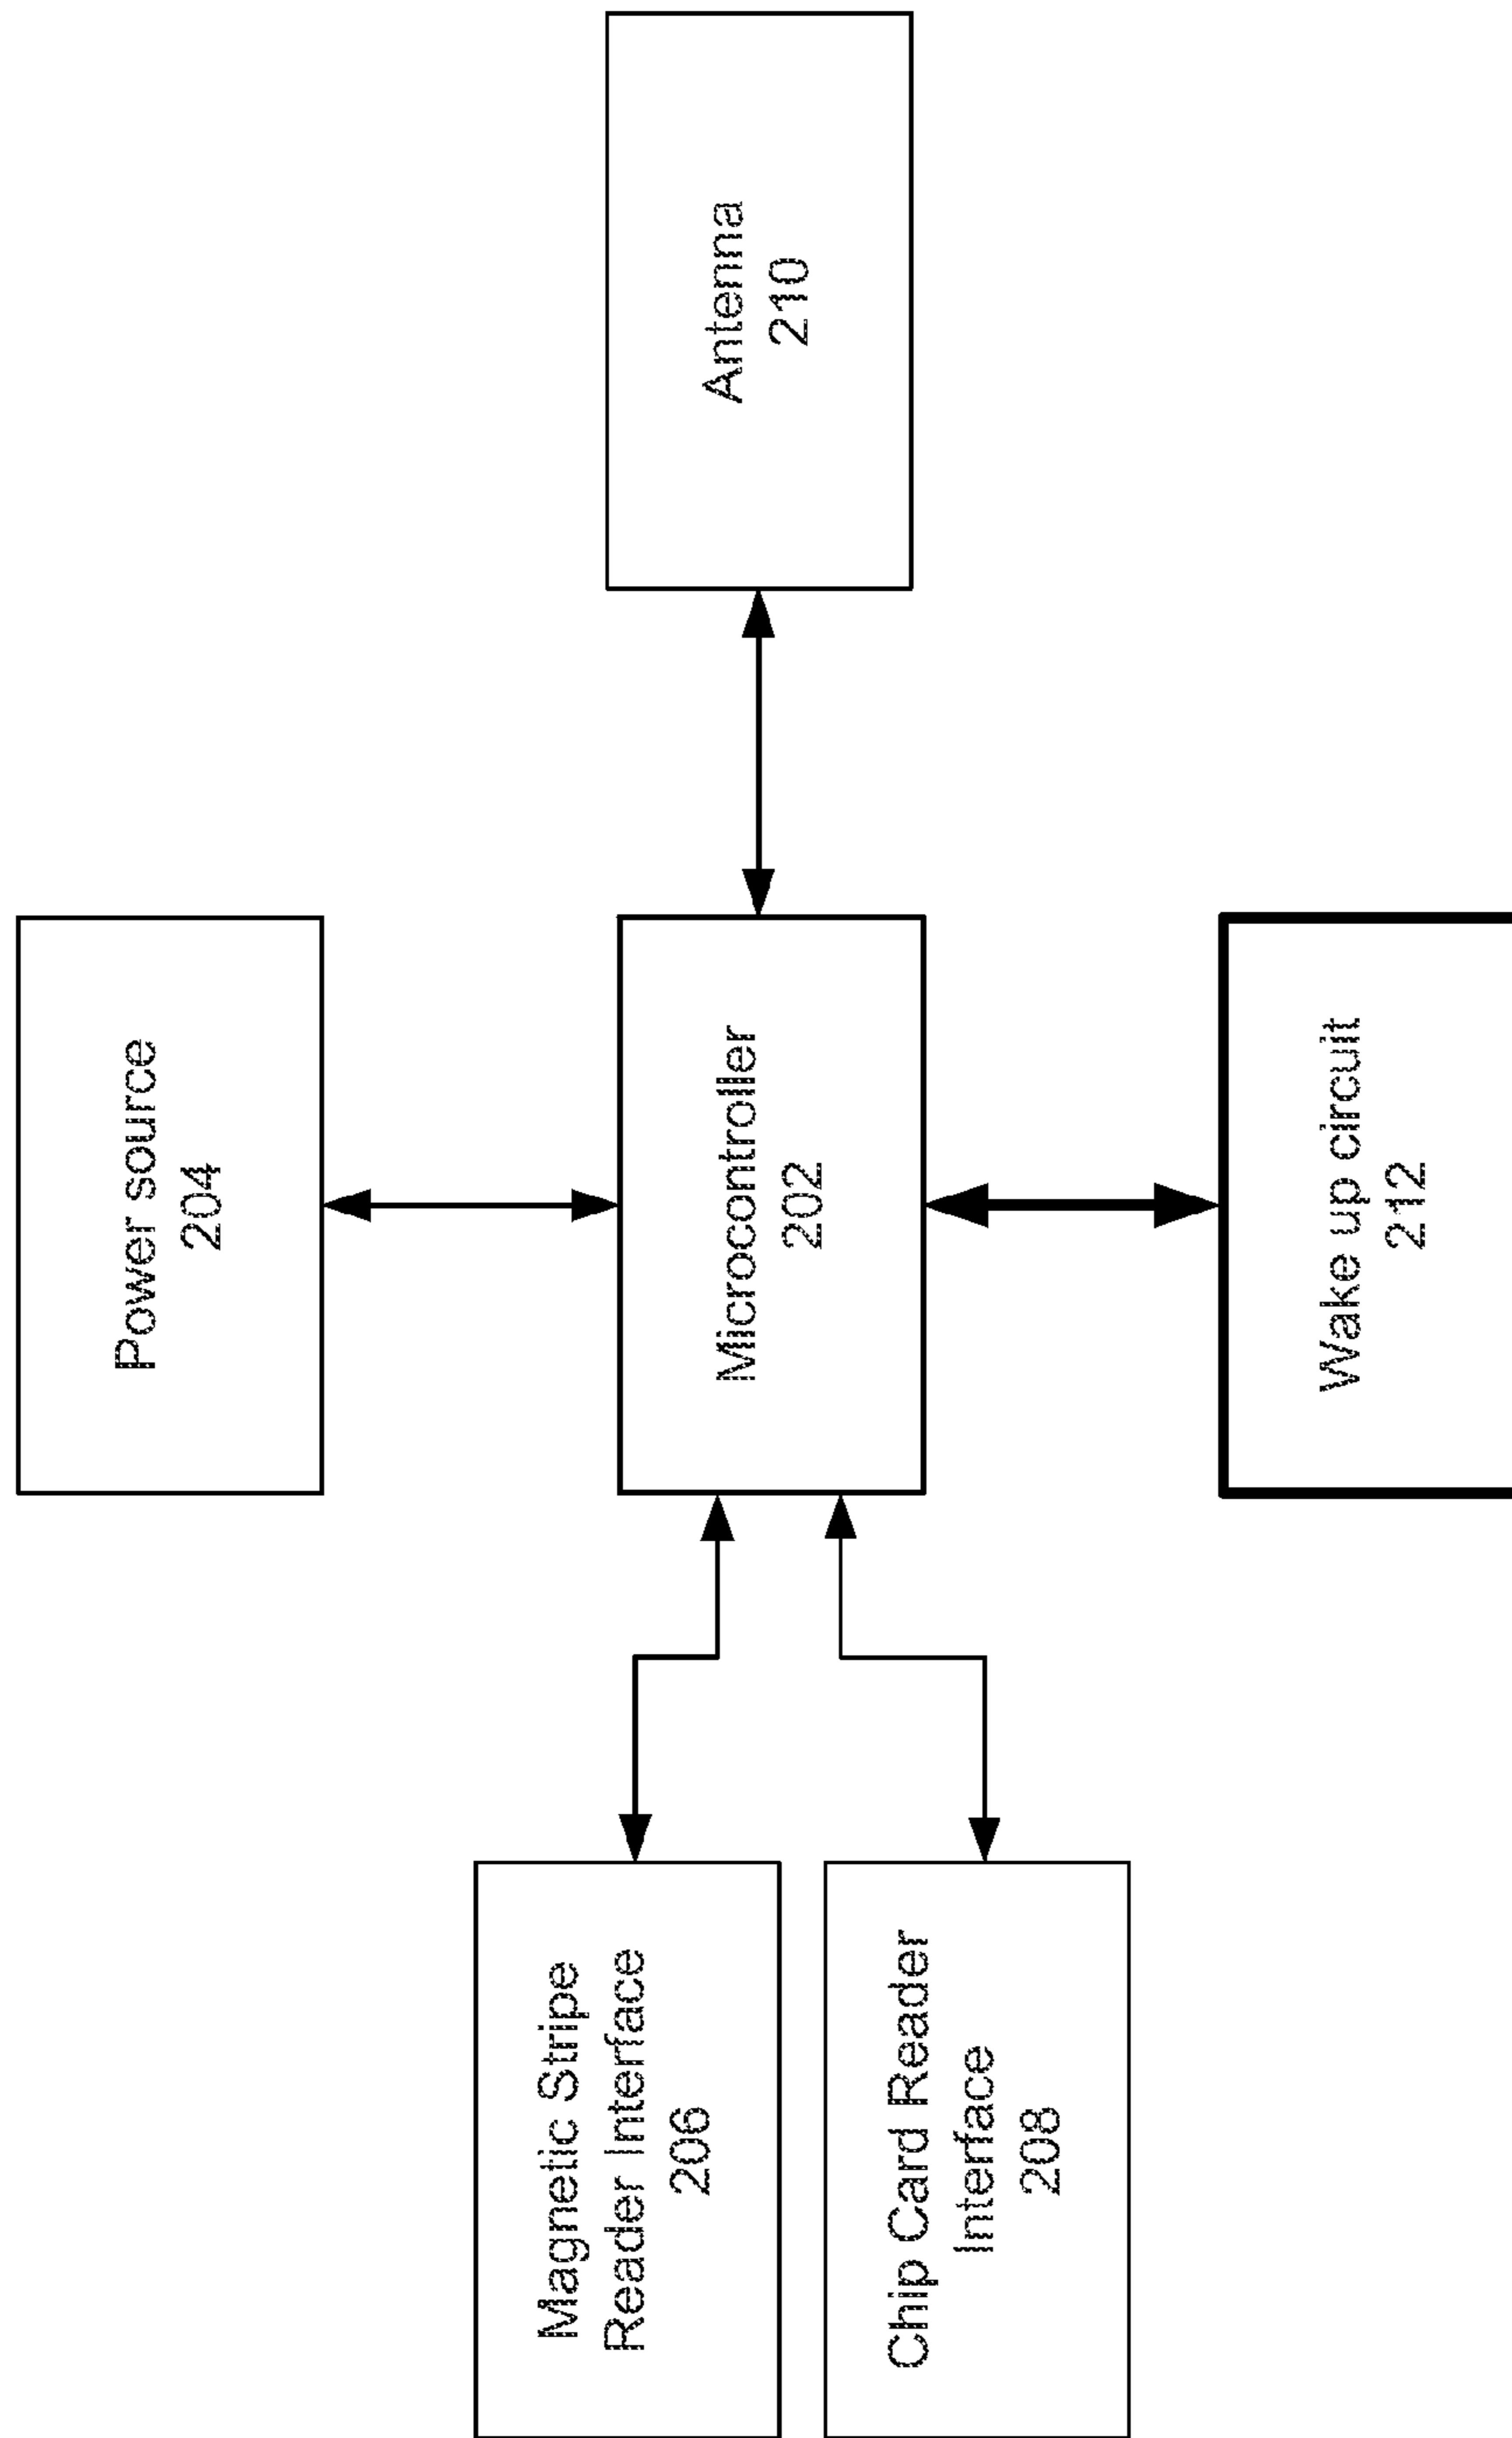 Power source
204
Magnetic Stripe
Reader Interface
206
Chip Card Reader
Interface
208
Microcontroller
202
Antenna
210
Wake up circuit
212